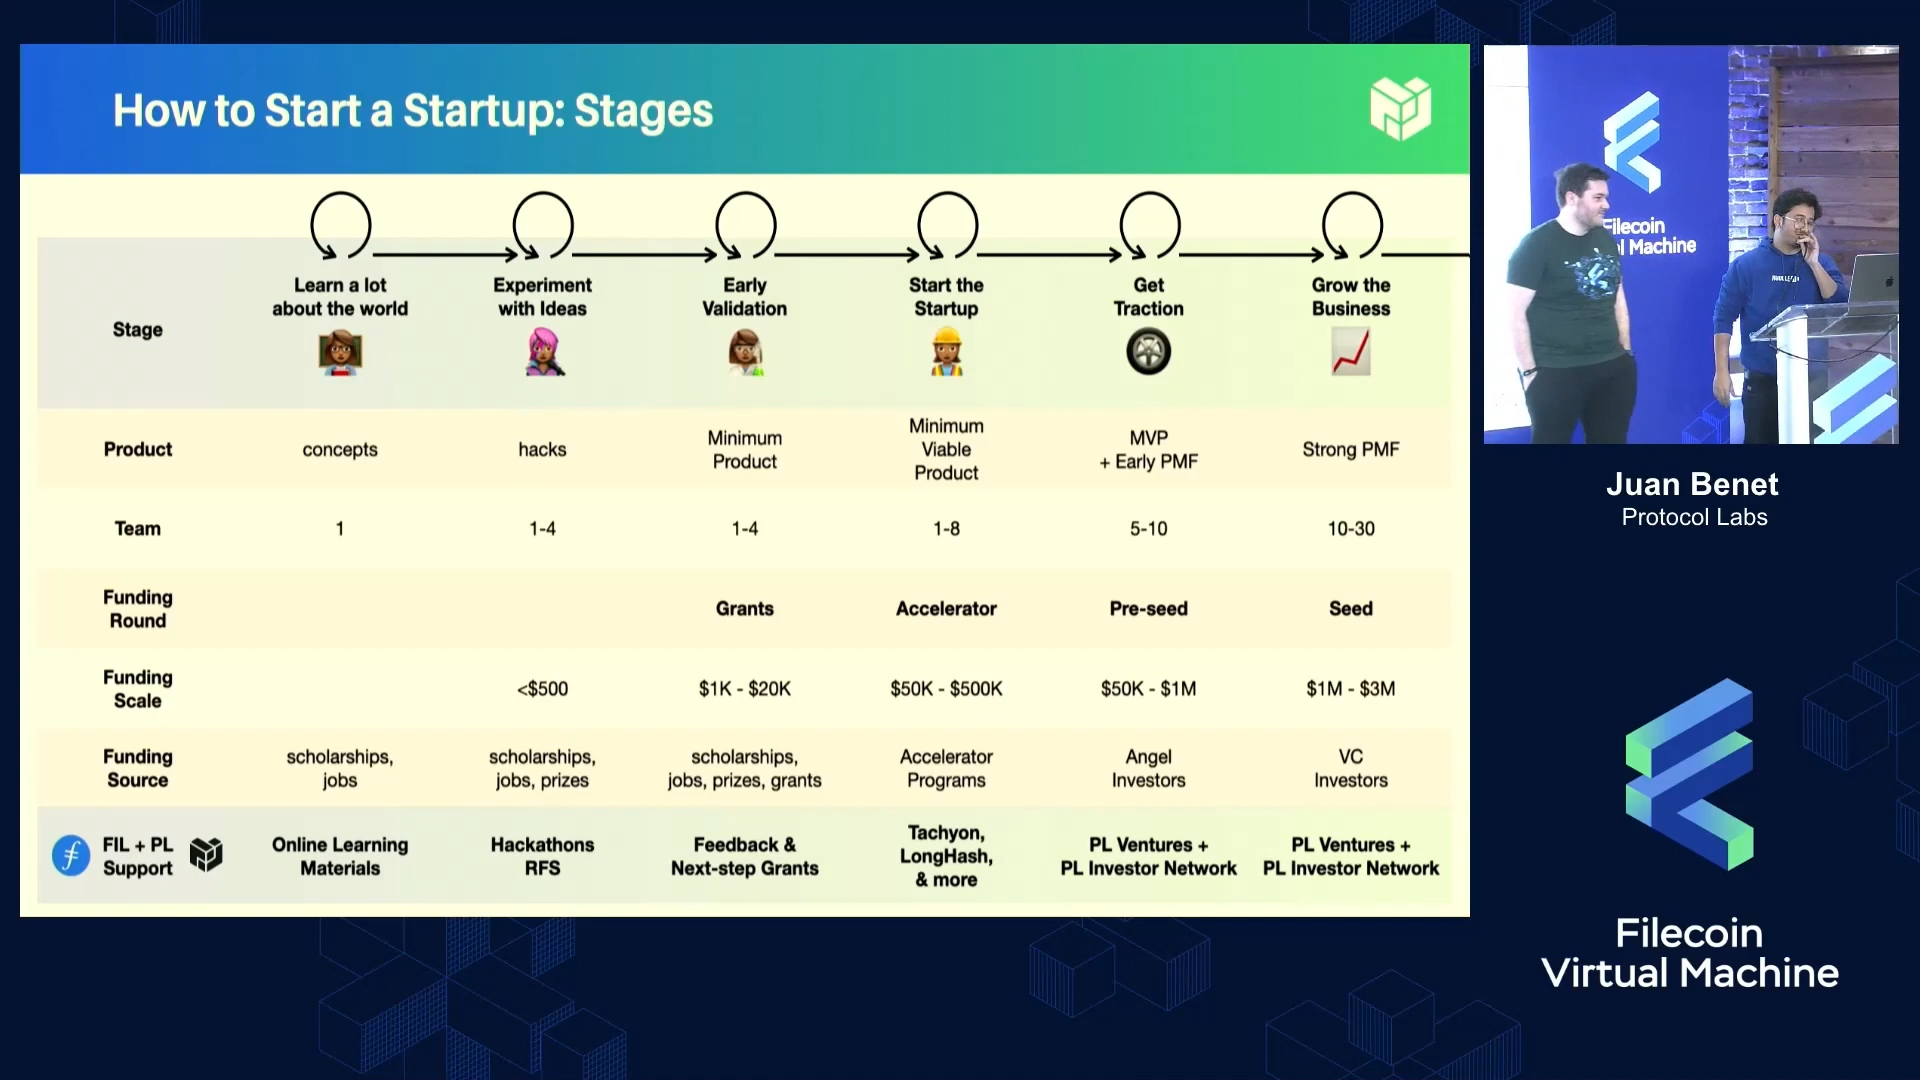 How to Start a Startup: Stages
Stage
Learn a lot
about the world
Experiment
with Ideas
Early
Validation
Start the
Startup
Get
Traction
Grow the
Business
Product
concepts
hacks
Minimum
Product
Minimum
Viable
Product
MVP
+ Early PMF
Strong PMF
Team
1
1-4
1-4
1-8
5-10
10-30
Funding
Round
Grants
Accelerator
Pre-seed
Seed
Funding
Scale
<$500
$1K - $20K
$50K - $500K
$50K - $1M
$1M - $3M
Funding
Source
scholarships,
jobs
scholarships,
jobs, prizes
scholarships,
jobs, prizes, grants
Accelerator
Programs
Angel
Investors
VC
Investors
FIL + PL
Support
Online Learning
Materials
Hackathons
RFS
Feedback &
Next-step Grants
Tachyon,
LongHash,
& more
PL Ventures +
PL Investor Network
PL Ventures +
PL Investor Network
Filecoin
l Machine
Juan Benet
Protocol Labs
Filecoin
Virtual Machine